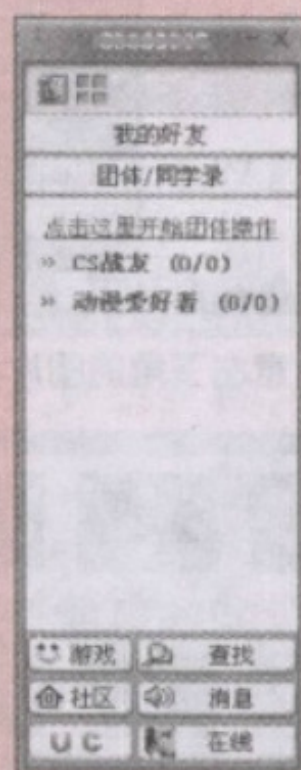 我的好友
团体/同学录
点击这里开始团体操作
» CS战友 (0/0)
» 动漫爱好者 (0/0)
游戏 查找
社区 消息
UC 在线